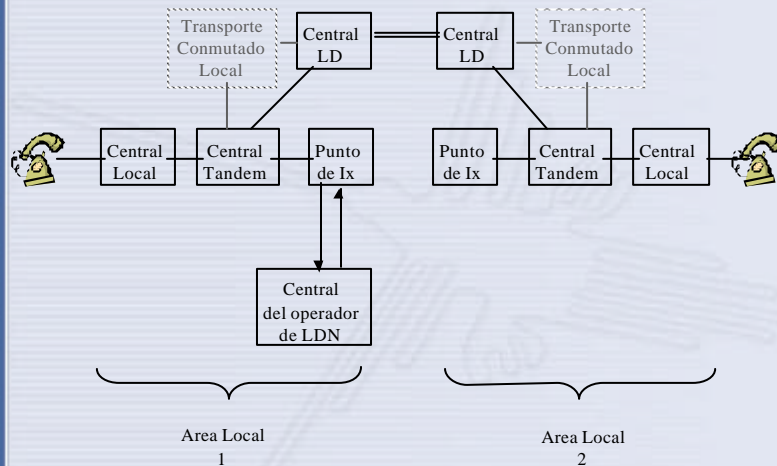 Transporte
Conmutado
Local
Central
LD
Central
LD
Transporte
Conmutado
Local
Central
Local
Central
Tandem
Punto
de Ix
Punto
de Ix
Central
Tandem
Central
Local
Central
del operador
de LDN
Area Local
1
Area Local
2